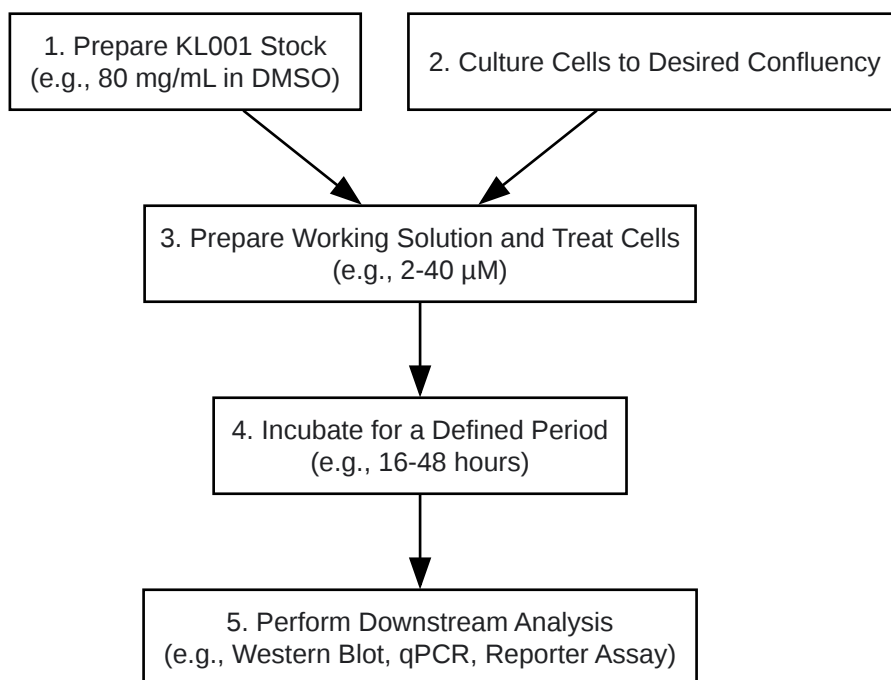 1. Prepare KL001 Stock
(e.g., 80 mg/mL in DMSO)
2. Culture Cells to Desired Confluency
3. Prepare Working Solution and Treat Cells
(e.g., 2-40 µM)
4. Incubate for a Defined Period
(e.g., 16-48 hours)
5. Perform Downstream Analysis
(e.g., Western Blot, qPCR, Reporter Assay)